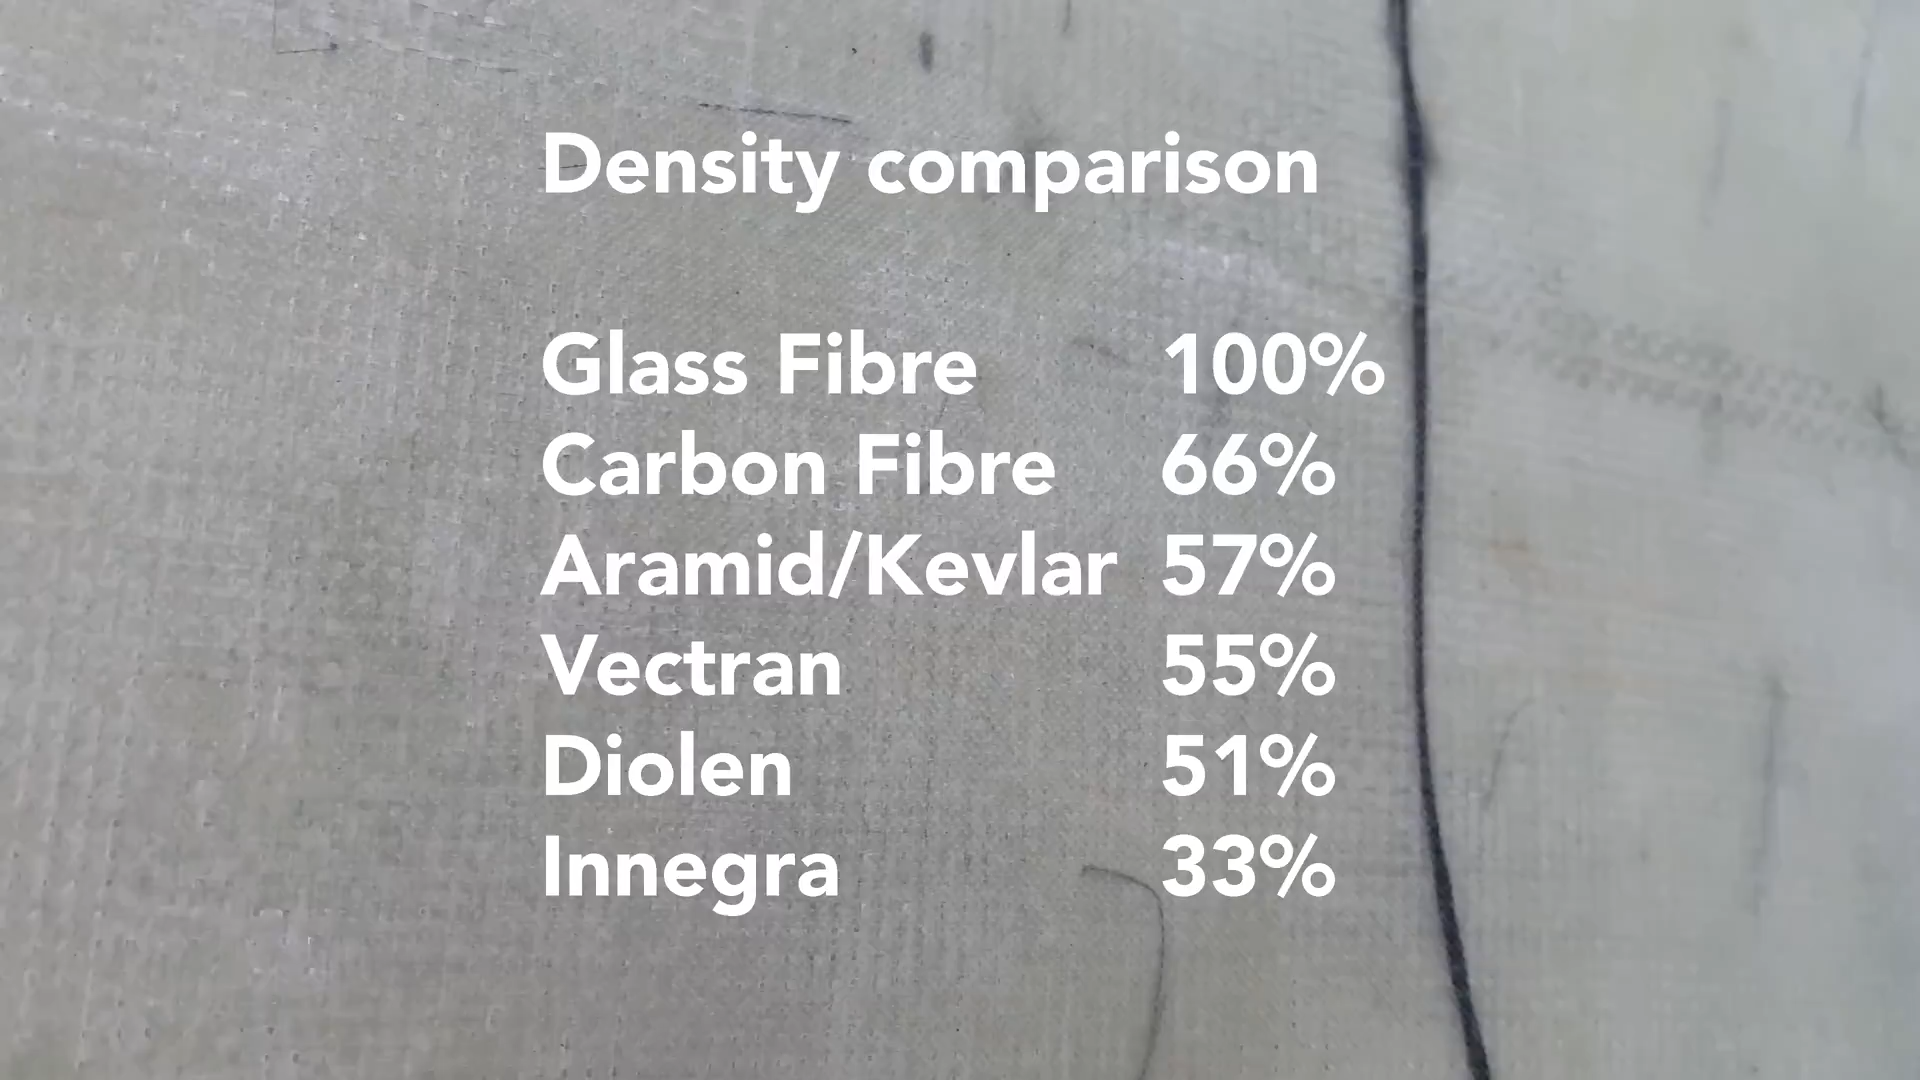 Density comparison
Glass Fibre 100%
Carbon Fibre 66%
Aramid/Kevlar 57%
Vectran 55%
Diolen 51%
Innegra 33%